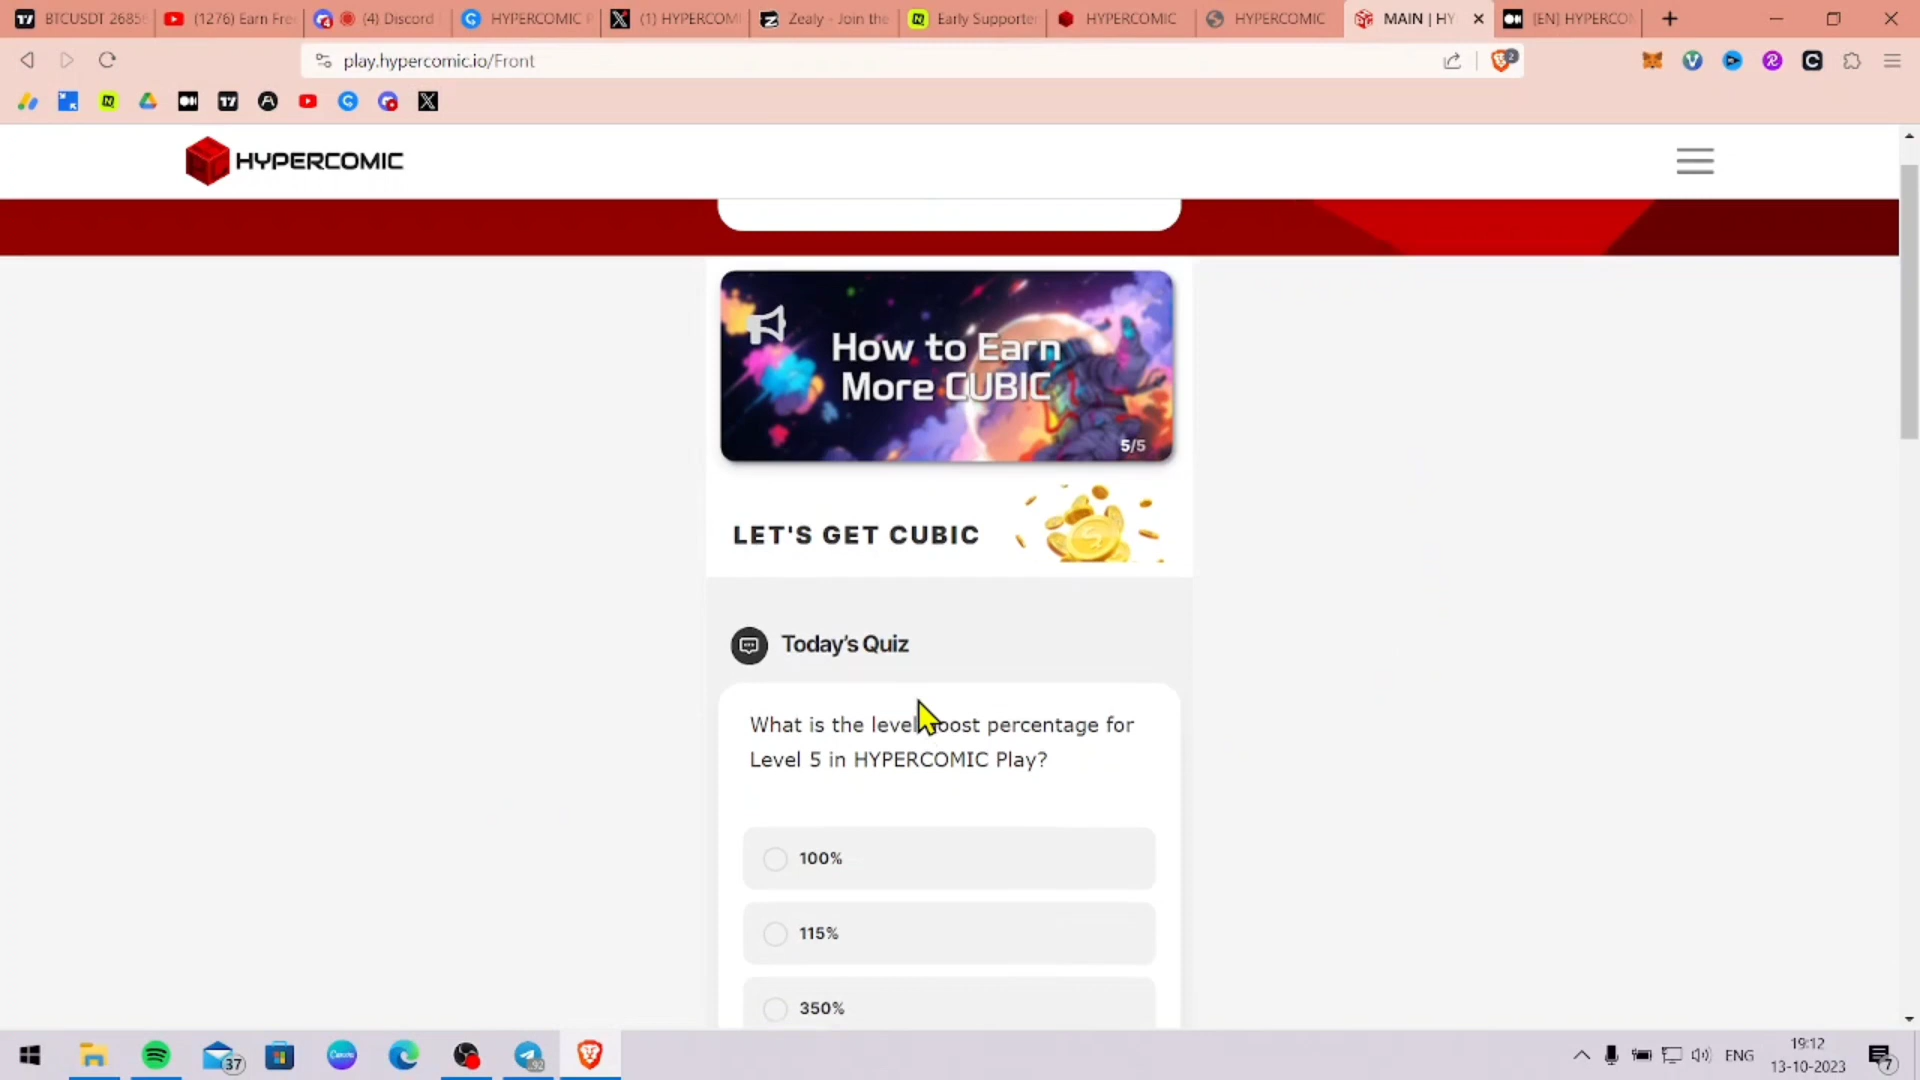 BTCUSDT 2685
(1276) Earn Fre
(4) Discord
HYPERCOMIC P
(1) HYPERCOM
Zealy - Join the
Early Supporte
HYPERCOMIC
HYPERCOMIC
MAIN | HY
[EN] HYPERCO
play.hypercomic.io/Front
2
HYPERCOMIC
How to Earn
More CUBIC
5/5
LET'S GET CUBIC
Today's Quiz
What is the level boost percentage for
Level 5 in HYPERCOMIC Play?
100%
115%
350%
37
ENG
19:12
13-10-2023
7